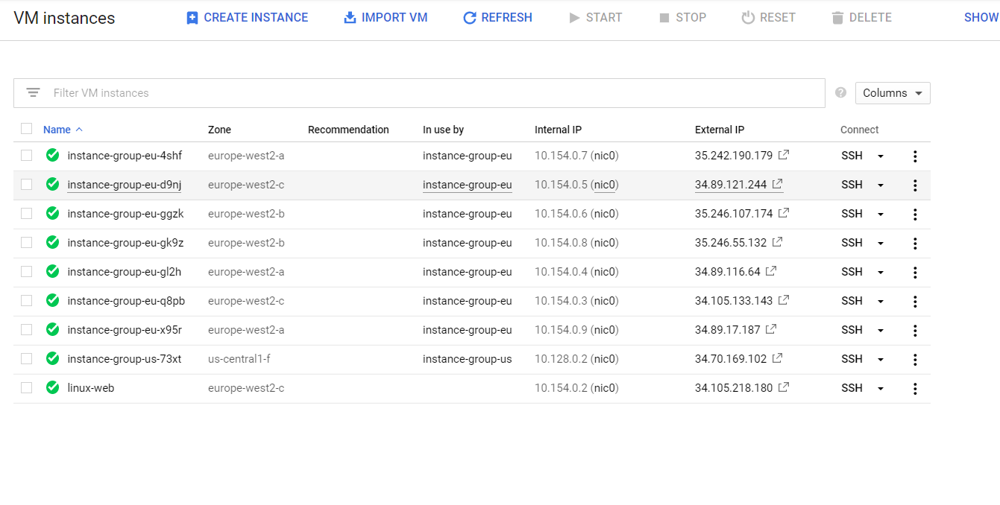 VM instances CREATE INSTANCE IMPORT VM REFRESH START STOP RESET DELETE SHOW
Filter VM instances ? Columns
Name Zone Recommendation In use by Internal IP External IP Connect
instance-group-eu-4shf europe-west2-a instance-group-eu 10.154.0.7 (nic0) 35.242.190.179 SSH
instance-group-eu-d9nj europe-west2-c instance-group-eu 10.154.0.5 (nic0) 34.89.121.244 SSH
instance-group-eu-ggzk europe-west2-b instance-group-eu 10.154.0.6 (nic0) 35.246.107.174 SSH
instance-group-eu-gk9z europe-west2-b instance-group-eu 10.154.0.8 (nic0) 35.246.55.132 SSH
instance-group-eu-gl2h europe-west2-a instance-group-eu 10.154.0.4 (nic0) 34.89.116.64 SSH
instance-group-eu-q8pb europe-west2-c instance-group-eu 10.154.0.3 (nic0) 34.105.133.143 SSH
instance-group-eu-x95r europe-west2-a instance-group-eu 10.154.0.9 (nic0) 34.89.17.187 SSH
instance-group-us-73xt us-central1-f instance-group-us 10.128.0.2 (nic0) 34.70.169.102 SSH
linux-web europe-west2-c 10.154.0.2 (nic0) 34.105.218.180 SSH